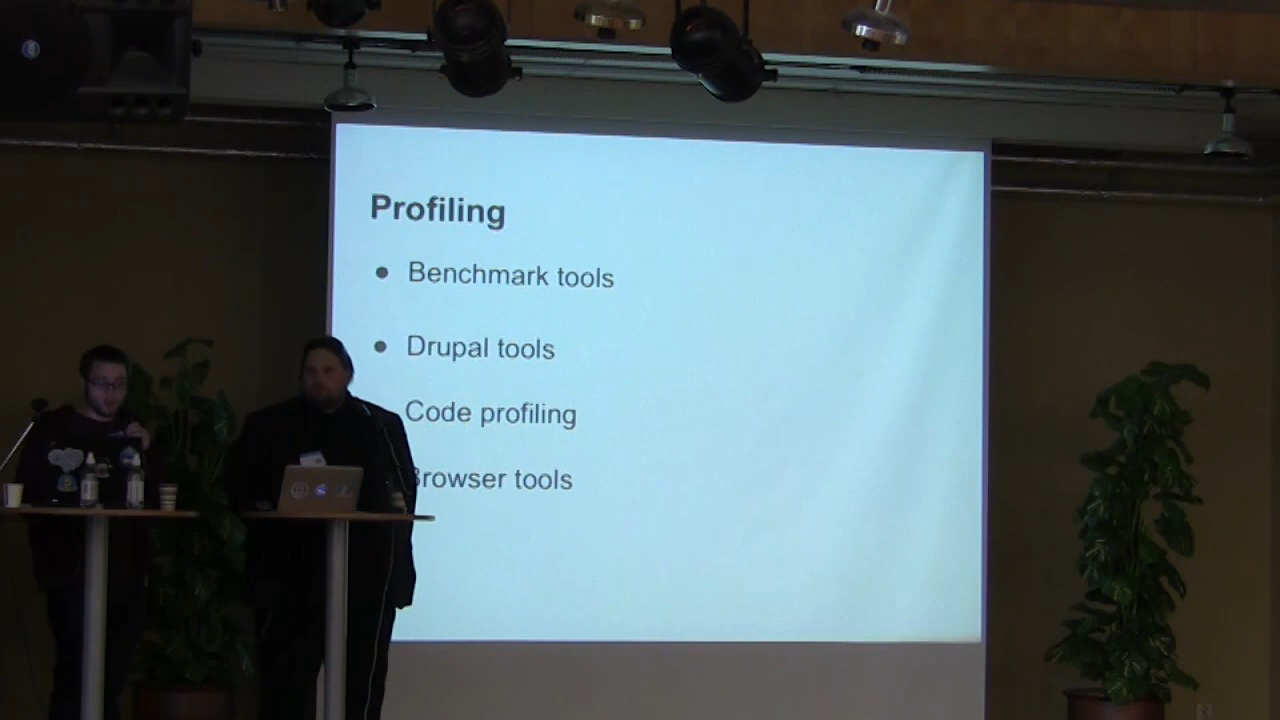 Profiling
● Benchmark tools
● Drupal tools
Code profiling
Browser tools